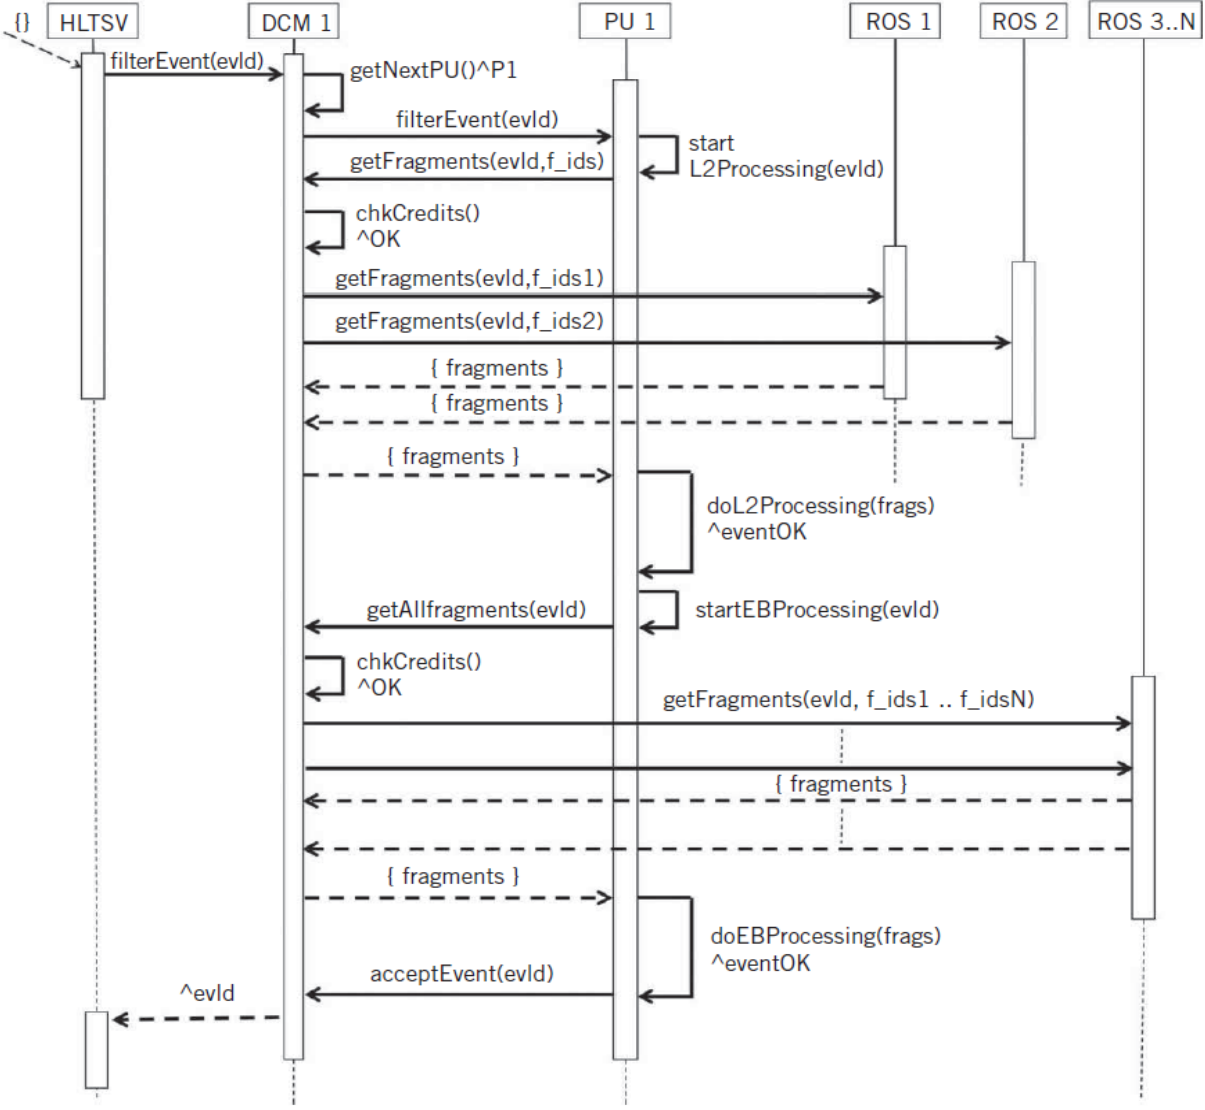 {}
HLTSV
DCM 1
PU 1
ROS 1
ROS 2
ROS 3..N
filterEvent(evId)
getNextPU()^P1
filterEvent(evId)
start
L2Processing(evId)
getFragments(evId,f_ids)
chkCredits()
^OK
getFragments(evId,f_ids1)
getFragments(evId,f_ids2)
{ fragments }
{ fragments }
{ fragments }
doL2Processing(frags)
^eventOK
getAllfragments(evId)
startEBProcessing(evId)
chkCredits()
^OK
getFragments(evId, f_ids1 .. f_idsN)
{ fragments }
{ fragments }
doEBProcessing(frags)
^eventOK
acceptEvent(evId)
^evId